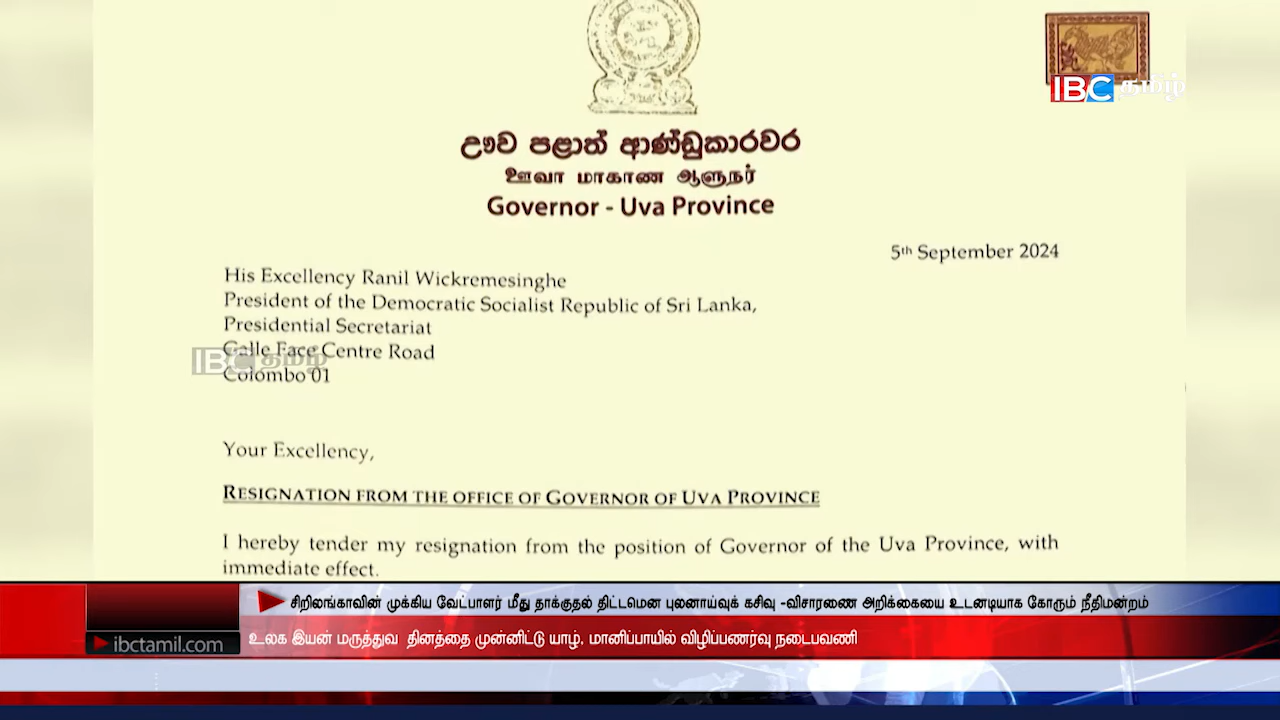 IBC தமிழ்
ඌව පළාත් ආණ්ඩුකාරවර
ஊவா மாகாண ஆளுநர்
Governor - Uva Province
5th September 2024
His Excellency Ranil Wickremesinghe
President of the Democratic Socialist Republic of Sri Lanka,
Presidential Secretariat
Galle Face Centre Road
IBC தமிழ்
Colombo 01
Your Excellency,
RESIGNATION FROM THE OFFICE OF GOVERNOR OF UVA PROVINCE
I hereby tender my resignation from the position of Governor of the Uva Province, with
immediate effect.
சிறிலங்காவின் முக்கிய வேட்பாளர் மீது தாக்குதல் திட்டமென புலனாய்வுக் கசிவு -விசாரணை அறிக்கையை உடனடியாக கோரும் நீதிமன்றம்
உலக இயன் மருத்துவ தினத்தை முன்னிட்டு யாழ். மானிப்பாயில் விழிப்பணர்வு நடைபவணி
ibctamil.com